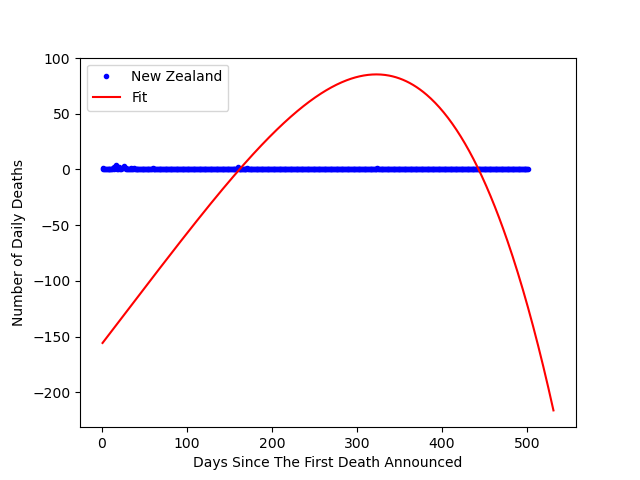 New Zealand
Fit
100
50
0
−50
−100
−150
−200
Number of Daily Deaths
0 100 200 300 400 500
Days Since The First Death Announced